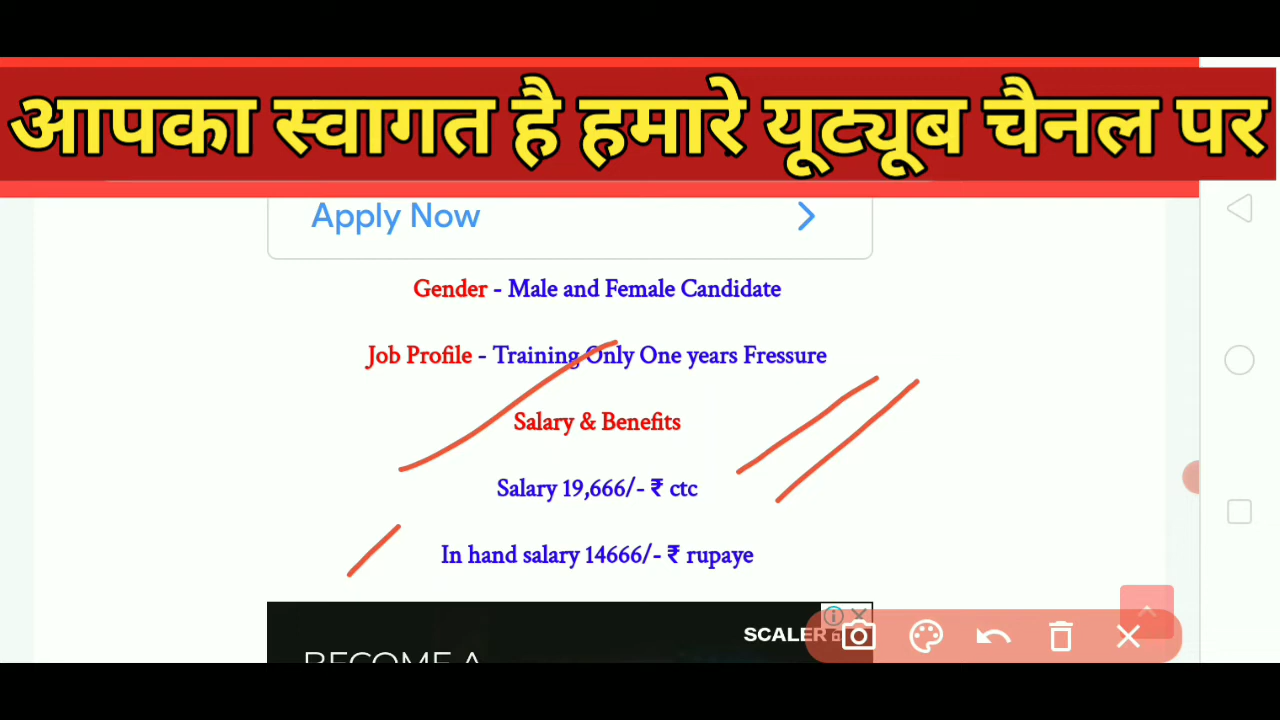 आपका स्वागत है हमारे यूट्यूब चैनल पर
Apply Now
Gender - Male and Female Candidate
Job Profile - Training Only One years Fressure
Salary & Benefits
Salary 19,666/- ₹ ctc
In hand salary 14666/- ₹ rupaye
SCALER
BECOME A